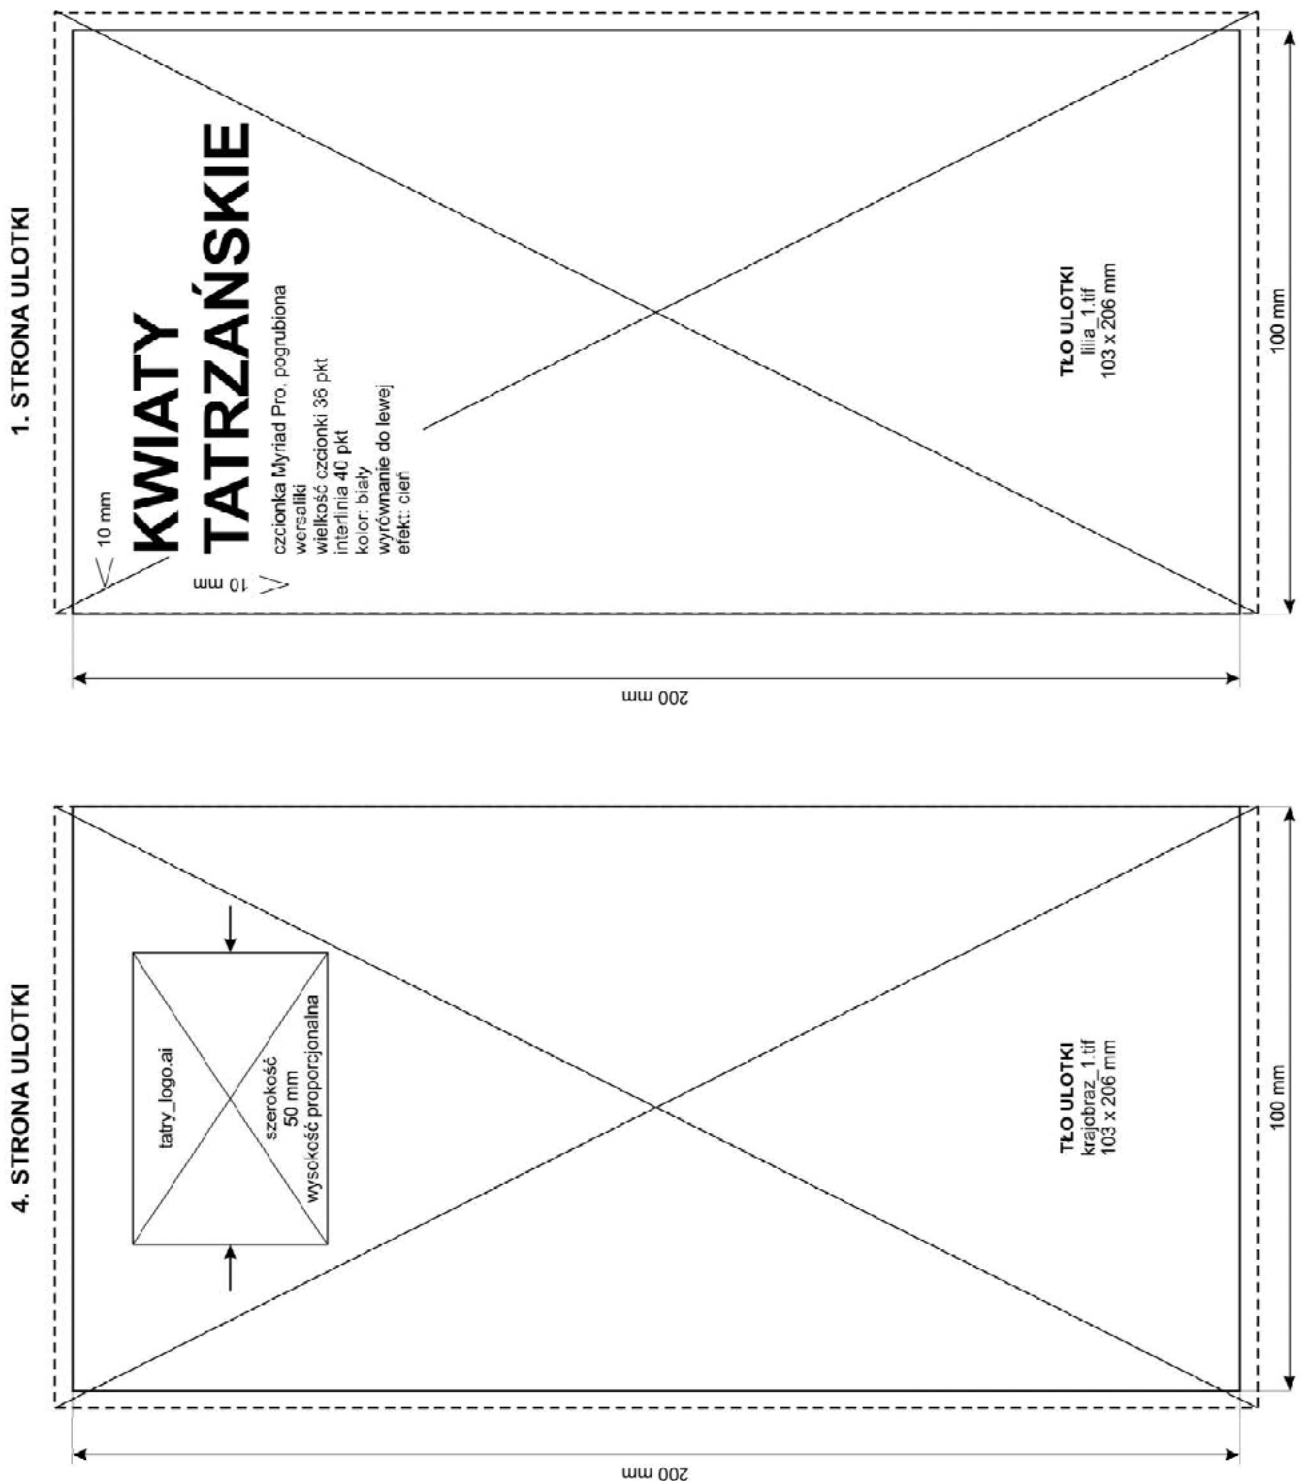 4. STRONA ULOTKI
tatry_logo.ai
szerokość
50 mm
wysokość proporcjonalna
TŁO ULOTKI
krajobraz_1.tif
103 x 206 mm
200 mm
100 mm
1. STRONA ULOTKI
10 mm
KWIATY
TATRZAŃSKIE
10 mm
czcionka Myriad Pro, pogrubiona
wersaliki
wielkość czcionki 36 pkt
interlinia 40 pkt
kolor: biały
wyrównanie do lewej
efekt: cień
TŁO ULOTKI
lilia_1.tif
103 x 206 mm
200 mm
100 mm